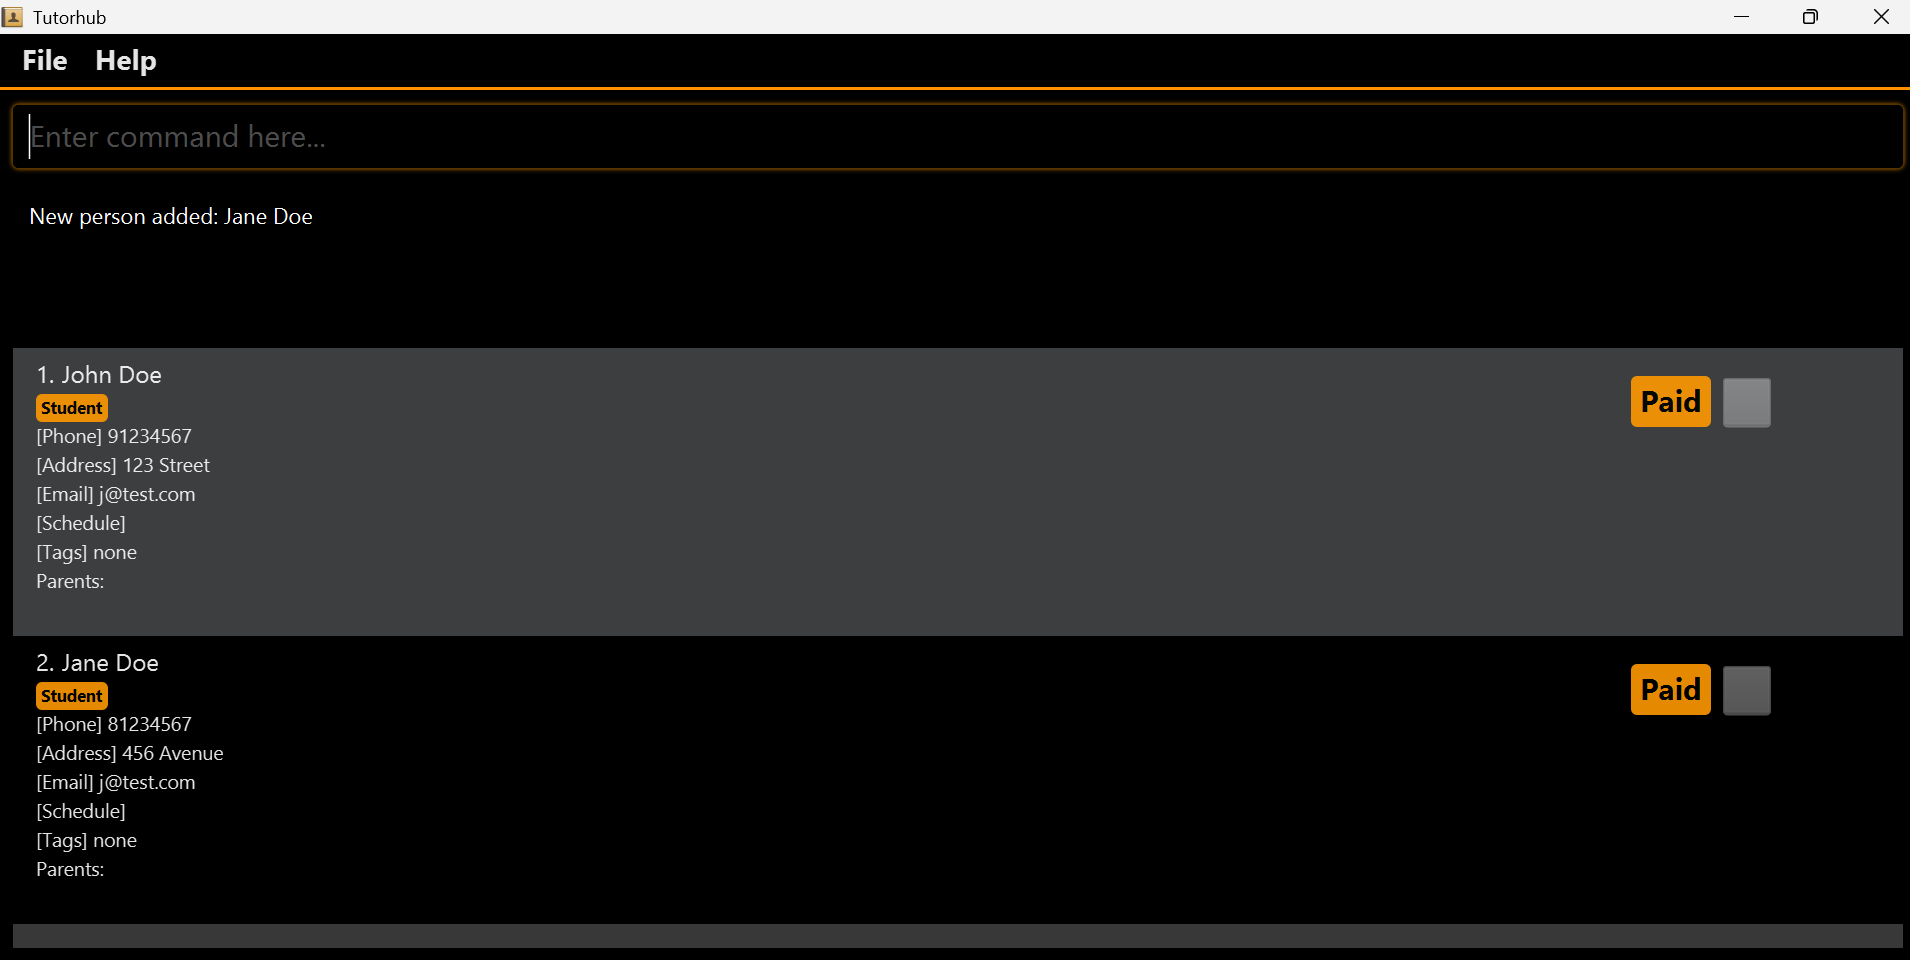 Tutorhub
File Help
Enter command here...
New person added: Jane Doe
1. John Doe
Student
[Phone] 91234567
[Address] 123 Street
[Email] j@test.com
[Schedule]
[Tags] none
Parents:
Paid
2. Jane Doe
Student
[Phone] 81234567
[Address] 456 Avenue
[Email] j@test.com
[Schedule]
[Tags] none
Parents:
Paid